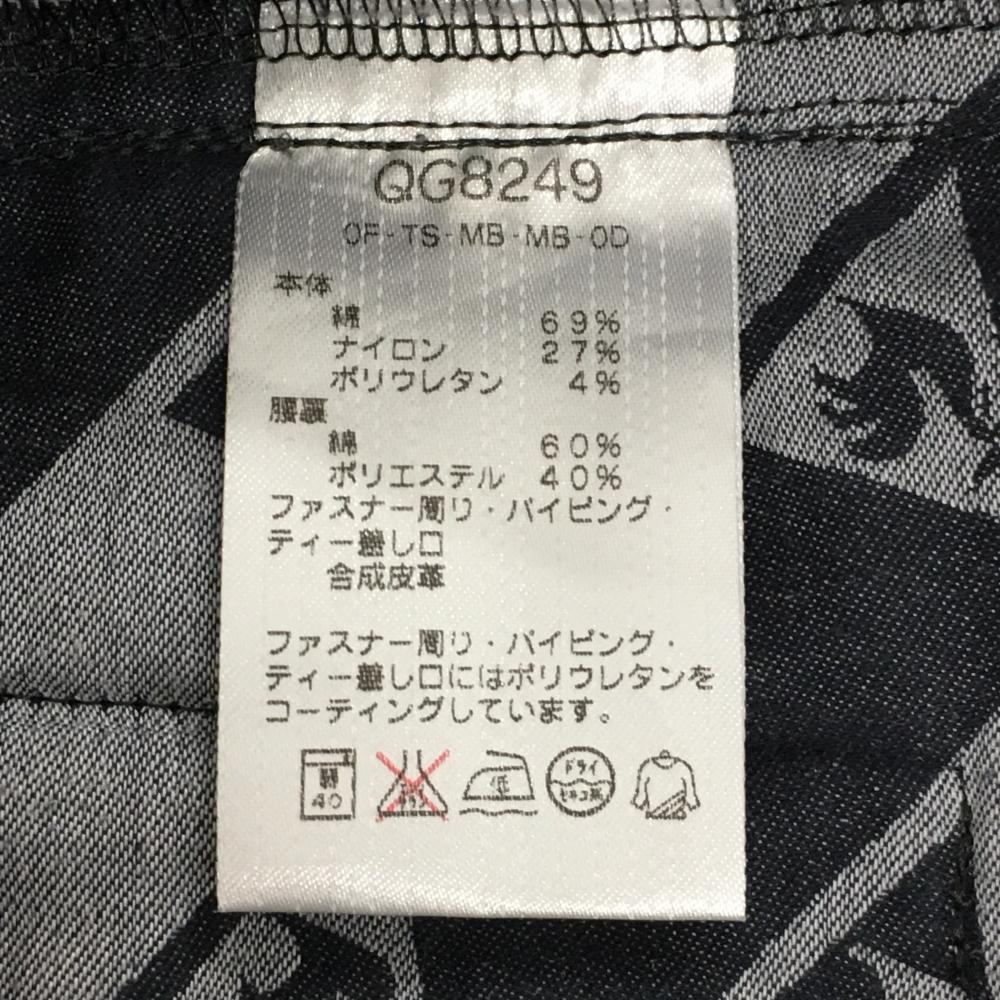 QG8249
OF-TS-MB-MB-OD
本体
綿 69%
ナイロン 27%
ポリウレタン 4%
腰裏
綿 60%
ポリエステル 40%
ファスナー周り・パイピング・
ティー差し口
合成皮革
ファスナー周り・パイピング・
ティー差し口にはポリウレタンを
コーティングしています。
弱 40
低 ドライ
セキユ系